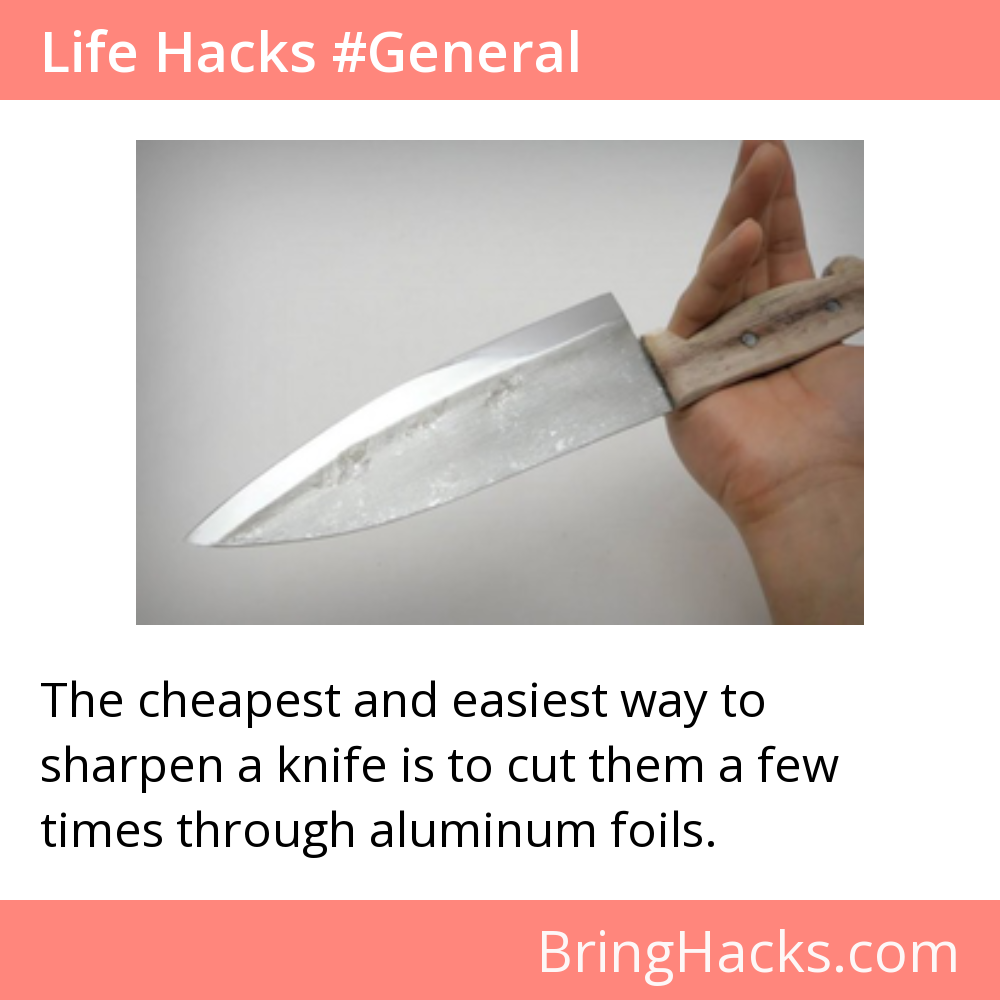 Life Hacks #General
The cheapest and easiest way to
sharpen a knife is to cut them a few
times through aluminum foils.
BringHacks.com